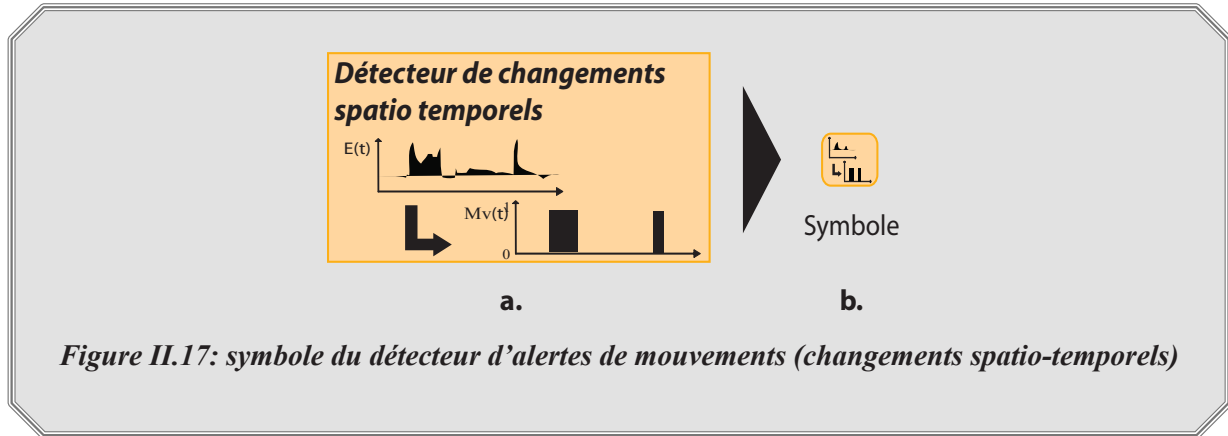 Détecteur de changements
spatio temporels
E(t)
Mv(t)
1
0
Symbole
a.
b.
Figure II.17: symbole du détecteur d’alertes de mouvements (changements spatio-temporels)